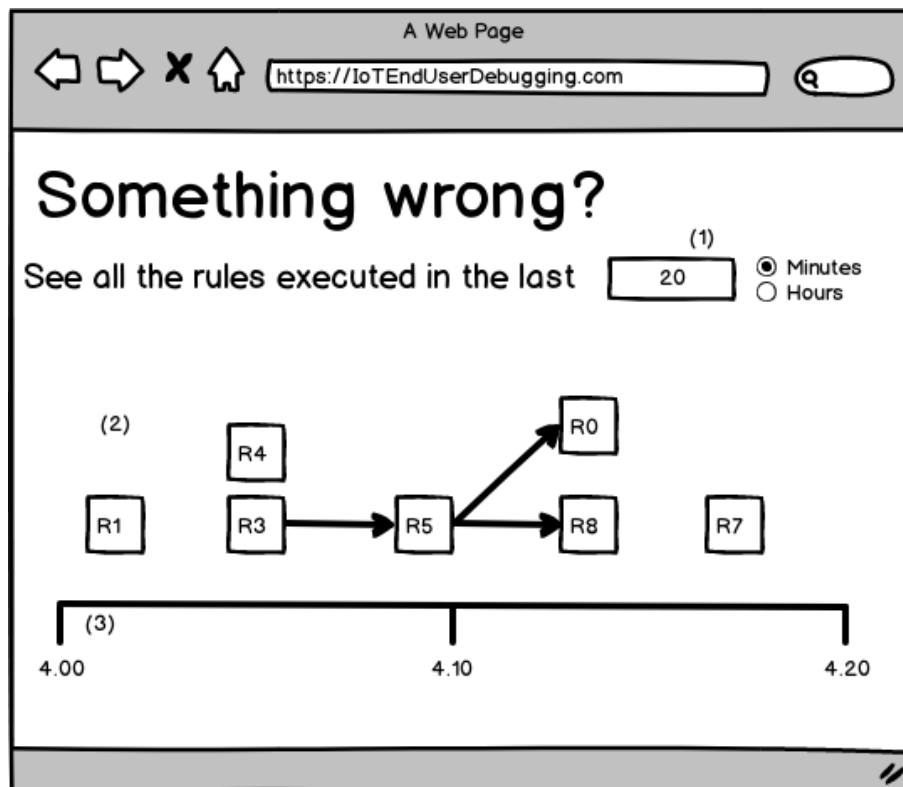 A Web Page
https://IoTEndUserDebugging.com
Something wrong?
(1)
See all the rules executed in the last 20 Minutes
Hours
(2)
R4
R0
R1 R3 R5 R8 R7
(3)
4.00 4.10 4.20